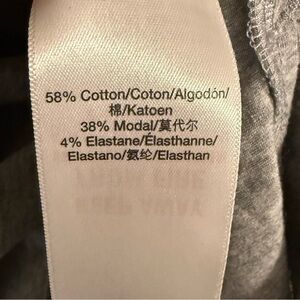 58% Cotton/Coton/Algodón/
棉/Katoen
38% Modal/莫代尔
4% Elastane/Élasthanne/
Elastano/氨纶/Elasthan